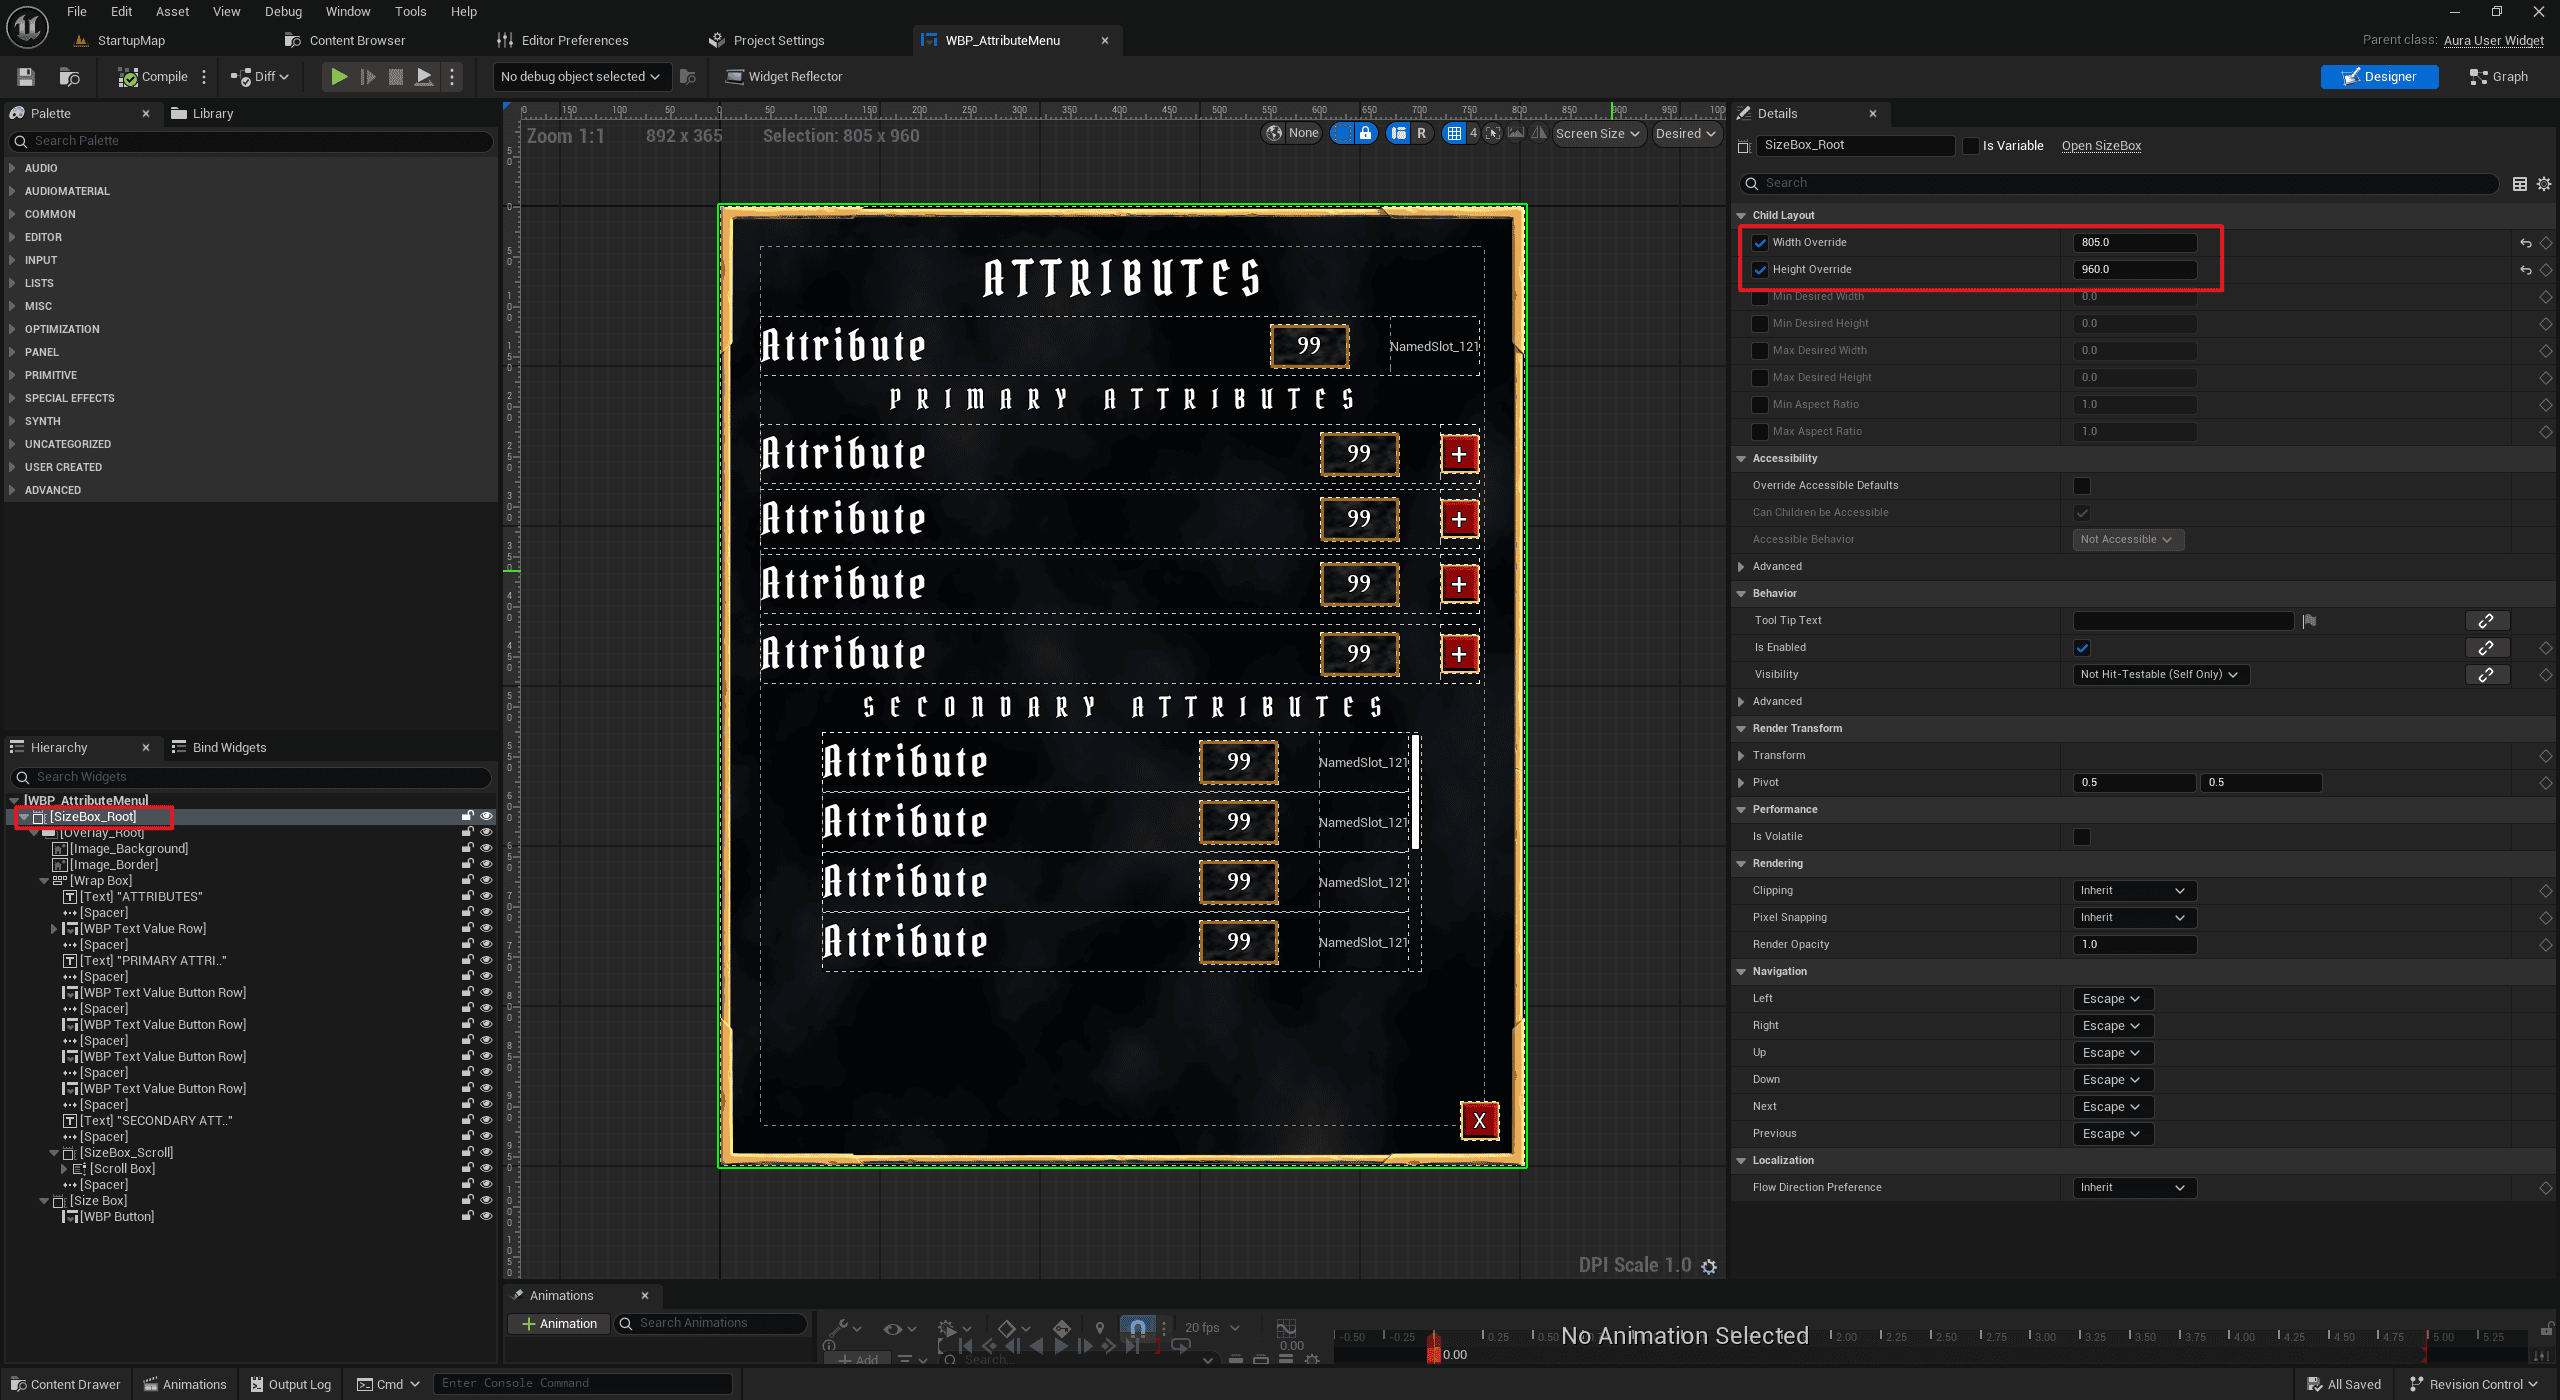 File Edit Asset View Debug Window Tools Help
StartupMap Content Browser Editor Preferences Project Settings WBP_AttributeMenu
Parent class: Aura User Widget
Compile Diff No debug object selected Widget Reflector Designer Graph
Palette Library
Search Palette
AUDIO
AUDIOMATERIAL
COMMON
EDITOR
INPUT
LISTS
MISC
OPTIMIZATION
PANEL
PRIMITIVE
SPECIAL EFFECTS
SYNTH
UNCATEGORIZED
USER CREATED
ADVANCED
Hierarchy Bind Widgets
Search Widgets
[WBP_AttributeMenu]
[SizeBox_Root]
[Overlay_Root]
[Image_Background]
[Image_Border]
[Wrap Box]
[Text] "ATTRIBUTES"
[Spacer]
[WBP Text Value Row]
[Spacer]
[Text] "PRIMARY ATTRI.."
[Spacer]
[WBP Text Value Button Row]
[Spacer]
[WBP Text Value Button Row]
[Spacer]
[WBP Text Value Button Row]
[Spacer]
[WBP Text Value Button Row]
[Spacer]
[Text] "SECONDARY ATT.."
[Spacer]
[SizeBox_Scroll]
[Scroll Box]
[Spacer]
[Size Box]
[WBP Button]
Zoom 1:1 892 x 365 Selection: 805 x 960
None R 4 Screen Size Desired
ATTRIBUTES
Attribute 99 NamedSlot_121
PRIMARY ATTRIBUTES
Attribute 99 +
Attribute 99 +
Attribute 99 +
Attribute 99 +
SECONDARY ATTRIBUTES
Attribute 99 NamedSlot_121
Attribute 99 NamedSlot_121
Attribute 99 NamedSlot_121
Attribute 99 NamedSlot_121
X
DPI Scale 1.0
Details
SizeBox_Root Is Variable Open SizeBox
Search
Child Layout
Width Override 805.0
Height Override 960.0
Min Desired Width 0.0
Min Desired Height 0.0
Max Desired Width 0.0
Max Desired Height 0.0
Min Aspect Ratio 1.0
Max Aspect Ratio 1.0
Accessibility
Override Accessible Defaults
Can Children be Accessible
Accessible Behavior Not Accessible
Advanced
Behavior
Tool Tip Text
Is Enabled
Visibility Not Hit-Testable (Self Only)
Advanced
Render Transform
Transform
Pivot 0.5 0.5
Performance
Is Volatile
Rendering
Clipping Inherit
Pixel Snapping Inherit
Render Opacity 1.0
Navigation
Left Escape
Right Escape
Up Escape
Down Escape
Next Escape
Previous Escape
Localization
Flow Direction Preference Inherit
Animations
+ Animation Search Animations 20 fps
No Animation Selected
+ Add Search... 0.00
-0.50 -0.25 0.00 0.25 0.50 2.00 2.25 2.50 2.75 3.00 3.25 3.50 3.75 4.00 4.25 4.50 4.75 5.00 5.25
Content Drawer Animations Output Log Cmd Enter Console Command All Saved Revision Control